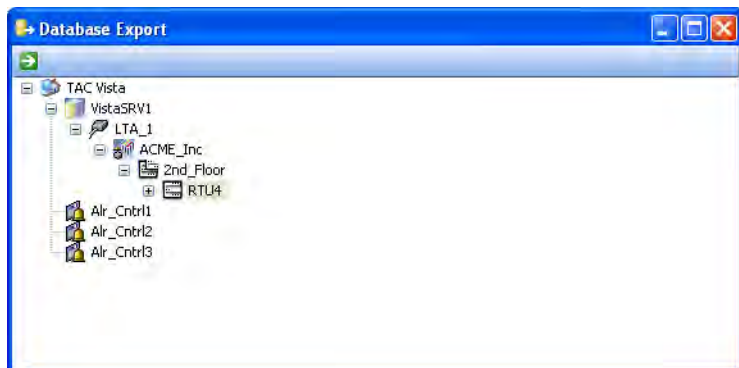 Database Export
TAC Vista
VistaSRV1
LTA_1
ACME_Inc
2nd_Floor
RTU4
Alr_Cntrl1
Alr_Cntrl2
Alr_Cntrl3